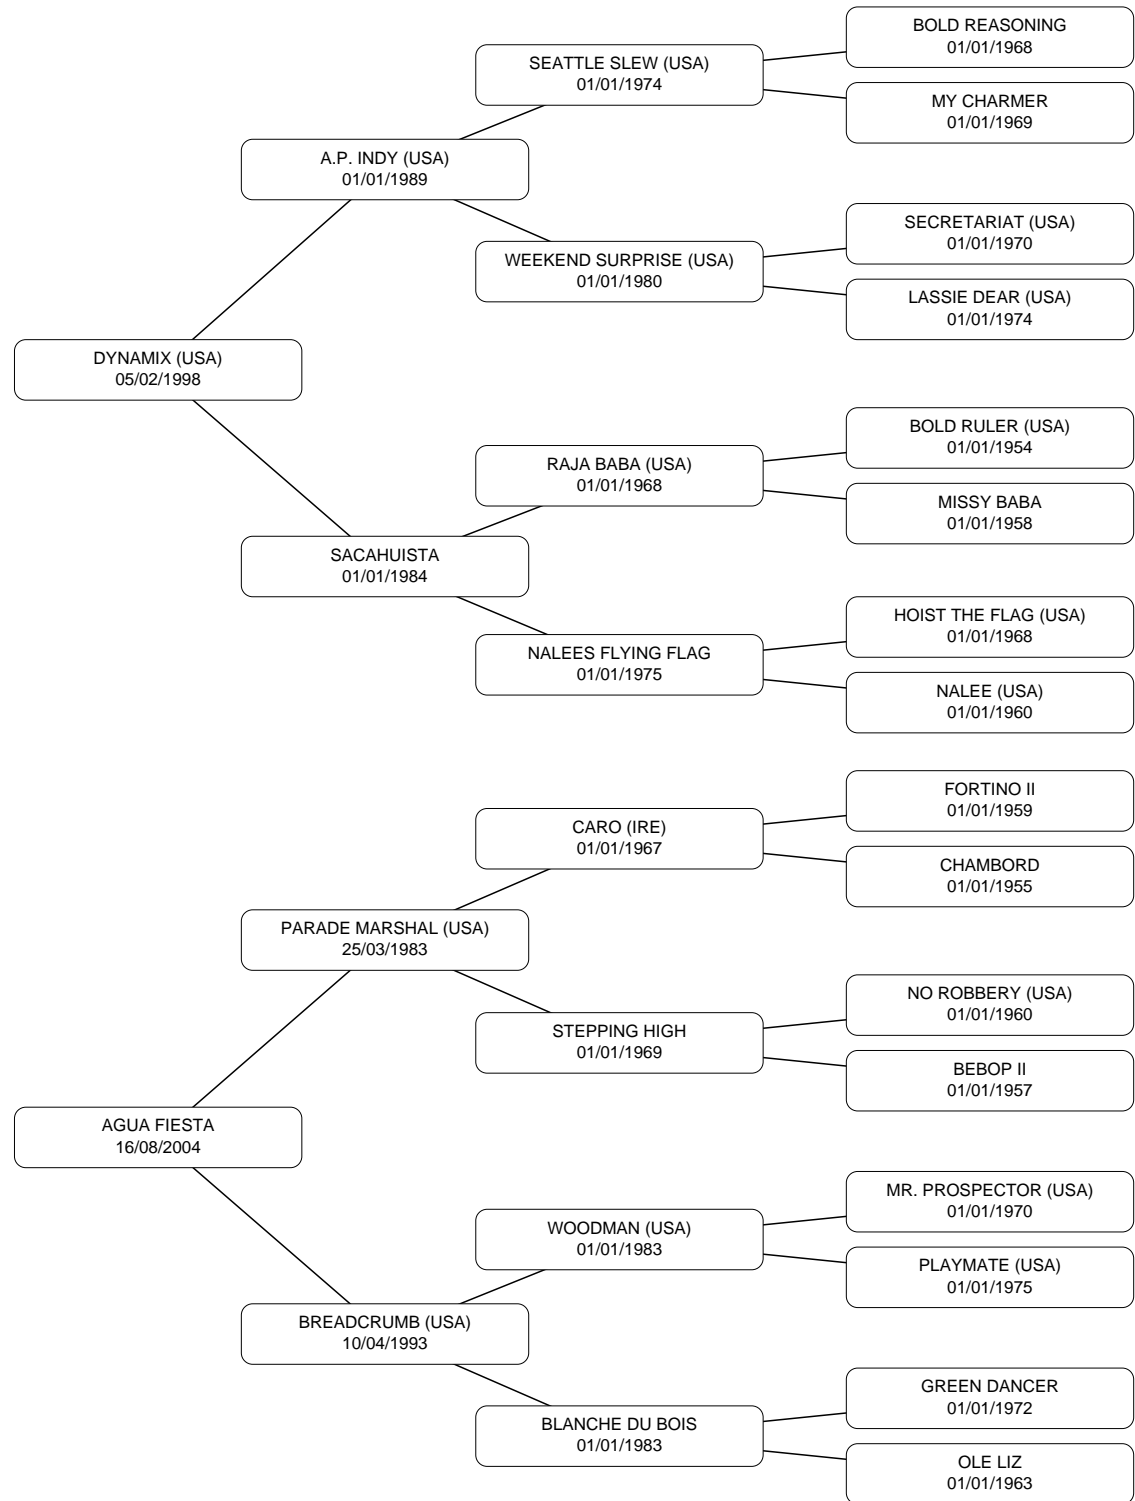 BOLD REASONING
01/01/1968
SEATTLE SLEW (USA)
01/01/1974
MY CHARMER
01/01/1969
A.P. INDY (USA)
01/01/1989
SECRETARIAT (USA)
01/01/1970
WEEKEND SURPRISE (USA)
01/01/1980
LASSIE DEAR (USA)
01/01/1974
DYNAMIX (USA)
05/02/1998
BOLD RULER (USA)
01/01/1954
RAJA BABA (USA)
01/01/1968
MISSY BABA
01/01/1958
SACAHUISTA
01/01/1984
HOIST THE FLAG (USA)
01/01/1968
NALEES FLYING FLAG
01/01/1975
NALEE (USA)
01/01/1960
FORTINO II
01/01/1959
CARO (IRE)
01/01/1967
CHAMBORD
01/01/1955
PARADE MARSHAL (USA)
25/03/1983
NO ROBBERY (USA)
01/01/1960
STEPPING HIGH
01/01/1969
BEBOP II
01/01/1957
AGUA FIESTA
16/08/2004
MR. PROSPECTOR (USA)
01/01/1970
WOODMAN (USA)
01/01/1983
PLAYMATE (USA)
01/01/1975
BREADCRUMB (USA)
10/04/1993
GREEN DANCER
01/01/1972
BLANCHE DU BOIS
01/01/1983
OLE LIZ
01/01/1963